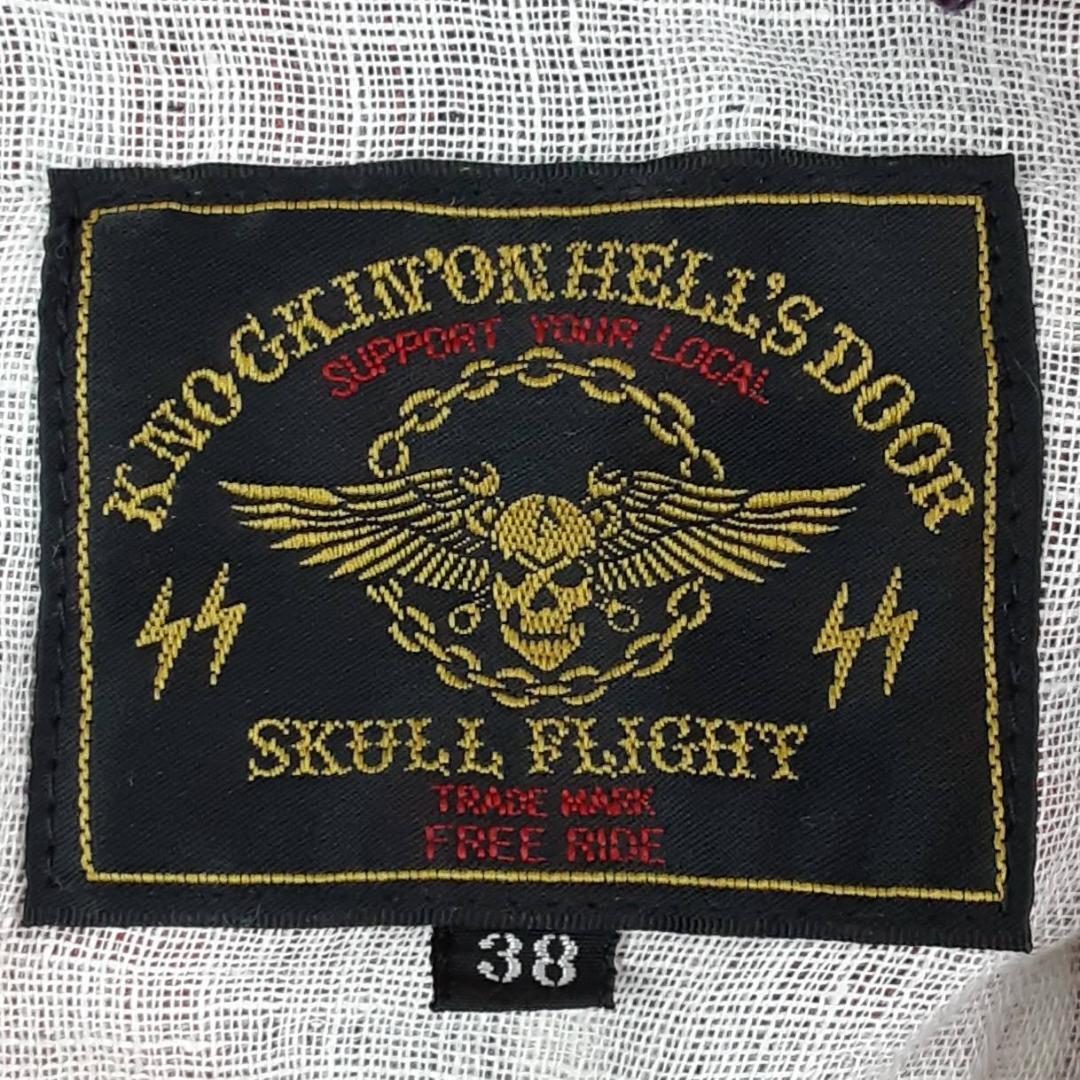 KNOCKIN'ON HELL'S DOOR
SUPPORT YOUR LOCAL
SKULL FLIGHT
TRADE MARK
FREE RIDE
38